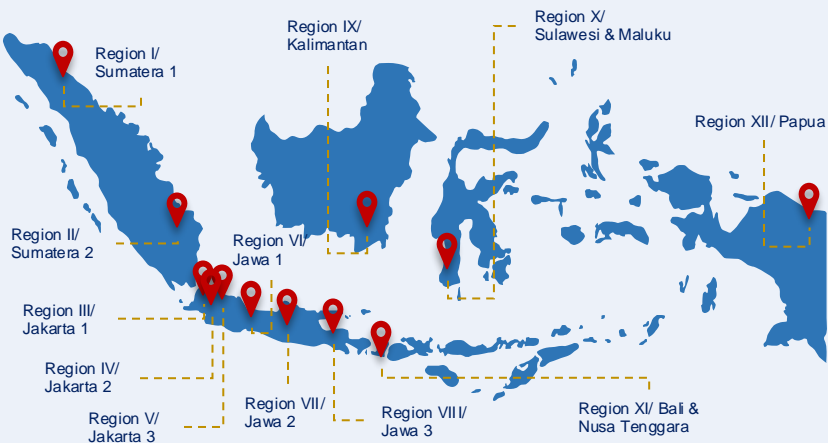 Region IX/
Kalimantan
Region X/
Sulawesi & Maluku
Region I/
Sumatera 1
Region XII/ Papua
Region II/
Sumatera 2
Region VI/
Jawa 1
Region III/
Jakarta 1
Region IV/
Jakarta 2
Region V/
Jakarta 3
Region VII/
Jawa 2
Region VIII/
Jawa 3
Region XI/ Bali &
Nusa Tenggara